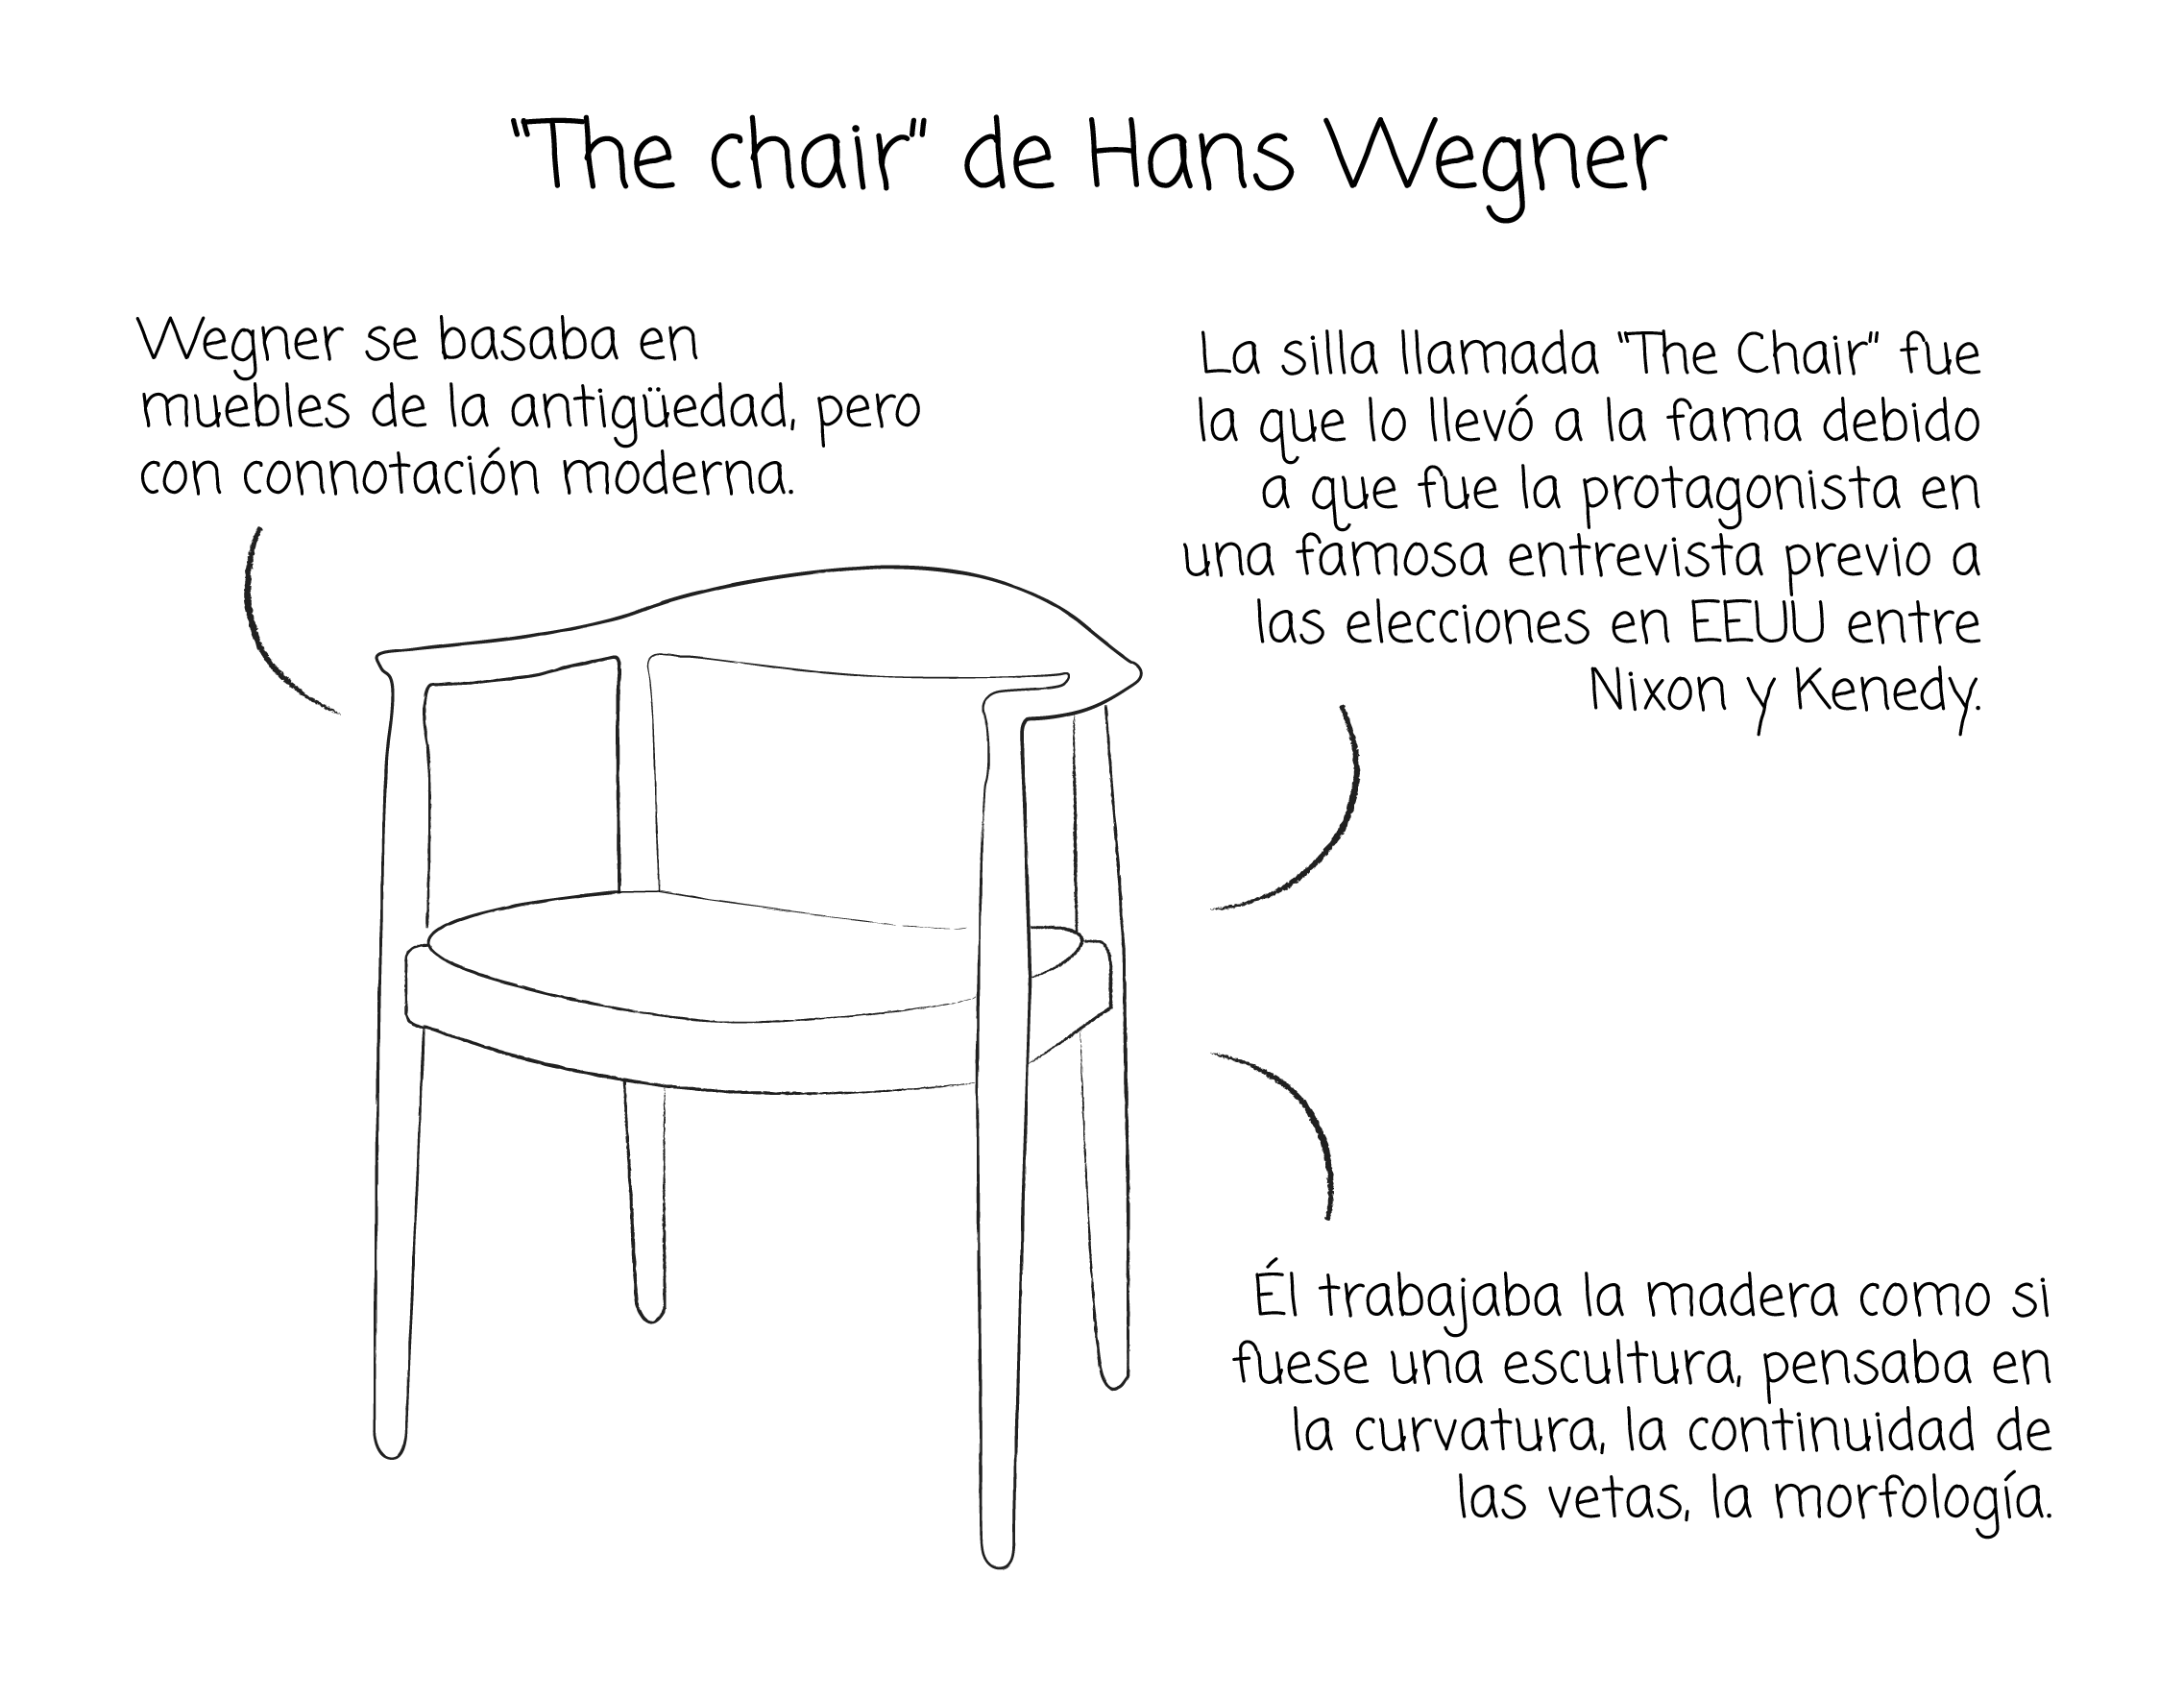 "The chair" de Hans Wegner
Wegner se basaba en
muebles de la antigüedad, pero
con connotación moderna.
La silla llamada "The Chair" fue
la que lo llevó a la fama debido
a que fue la protagonista en
una famosa entrevista previo a
las elecciones en EEUU entre
Nixon y Kenedy.
Él trabajaba la madera como si
fuese una escultura, pensaba en
la curvatura, la continuidad de
las vetas, la morfología.